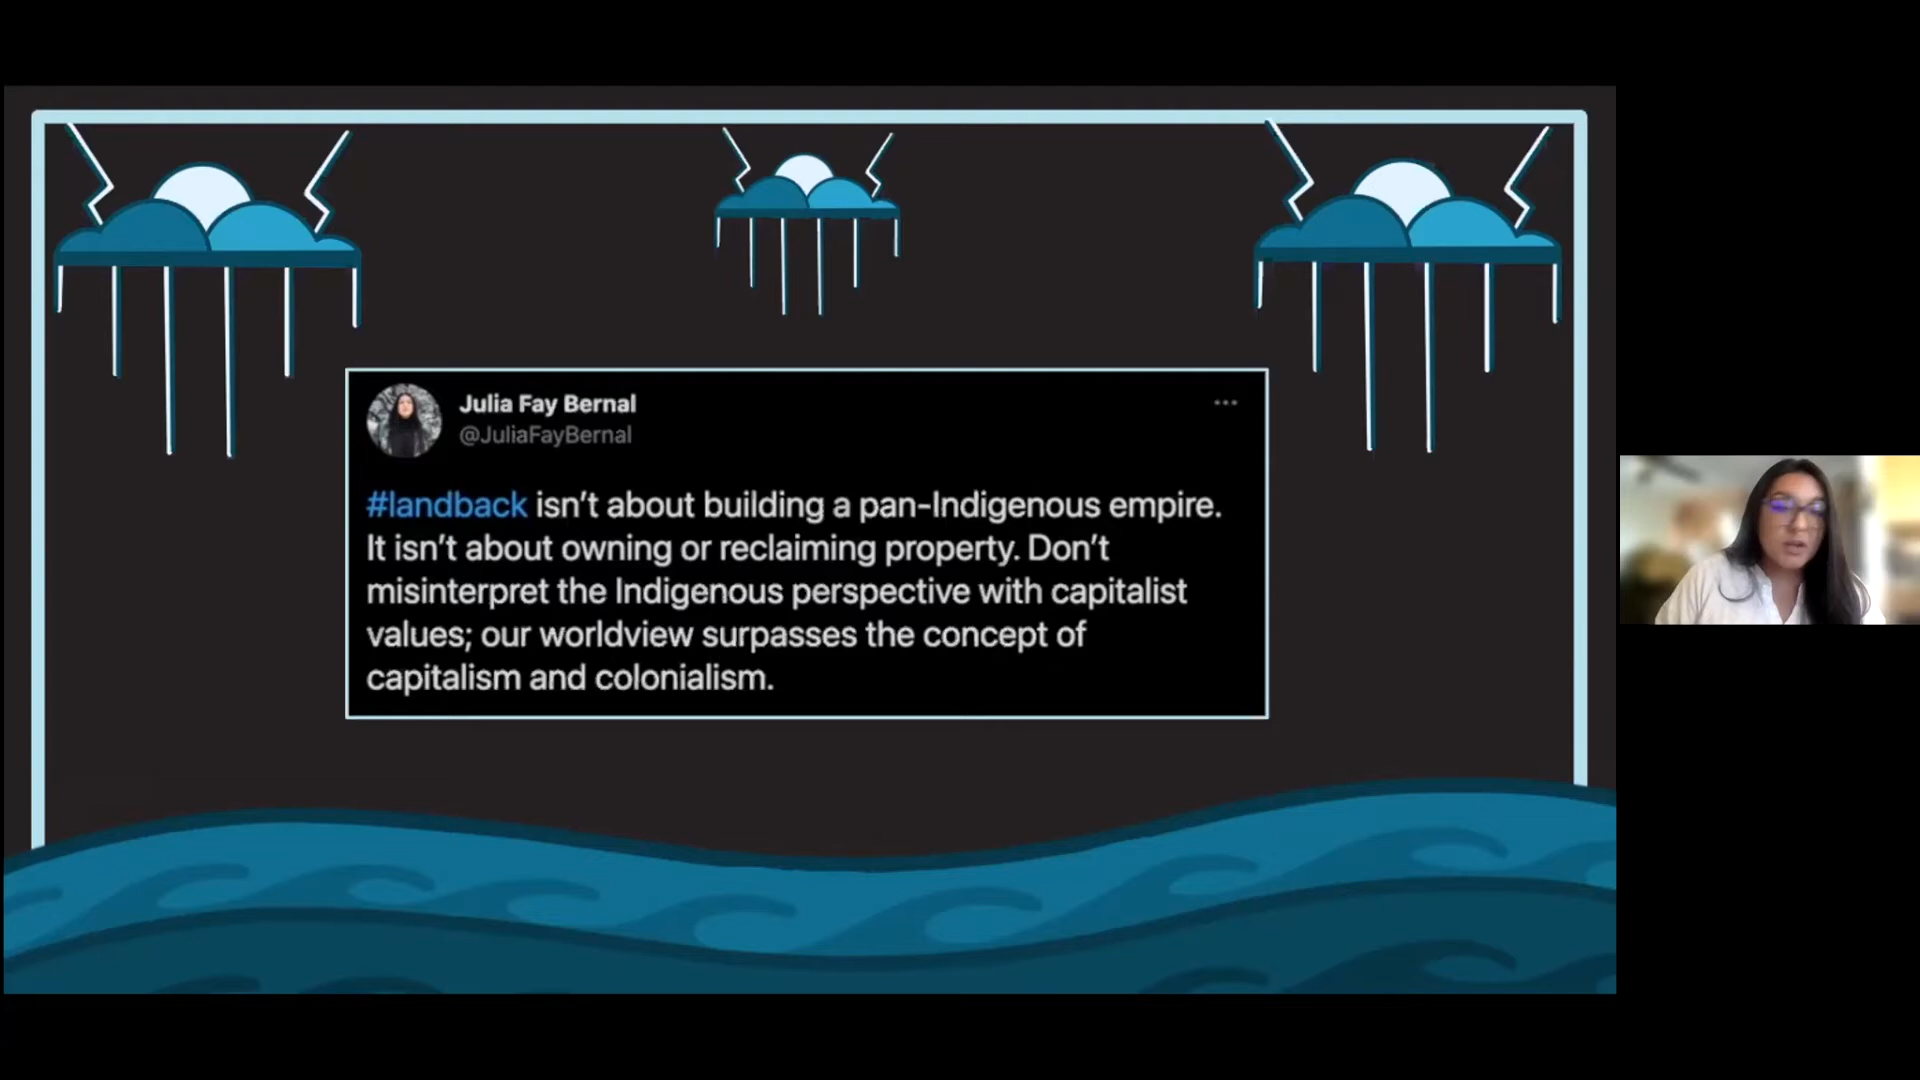 Julia Fay Bernal
@JuliaFayBernal
#landback isn’t about building a pan-Indigenous empire.
It isn’t about owning or reclaiming property. Don’t
misinterpret the Indigenous perspective with capitalist
values; our worldview surpasses the concept of
capitalism and colonialism.